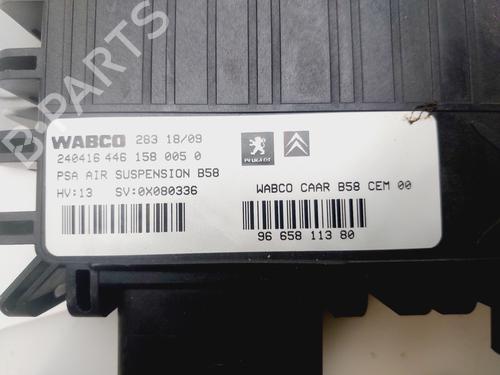 WABCO 283 18/09
240416 446 158 005 0
PEUGEOT
PSA AIR SUSPENSION B58
HV:13 SV:0X080336
WABCO CAAR B58 CEM 00
96 658 113 80
B-PARTS